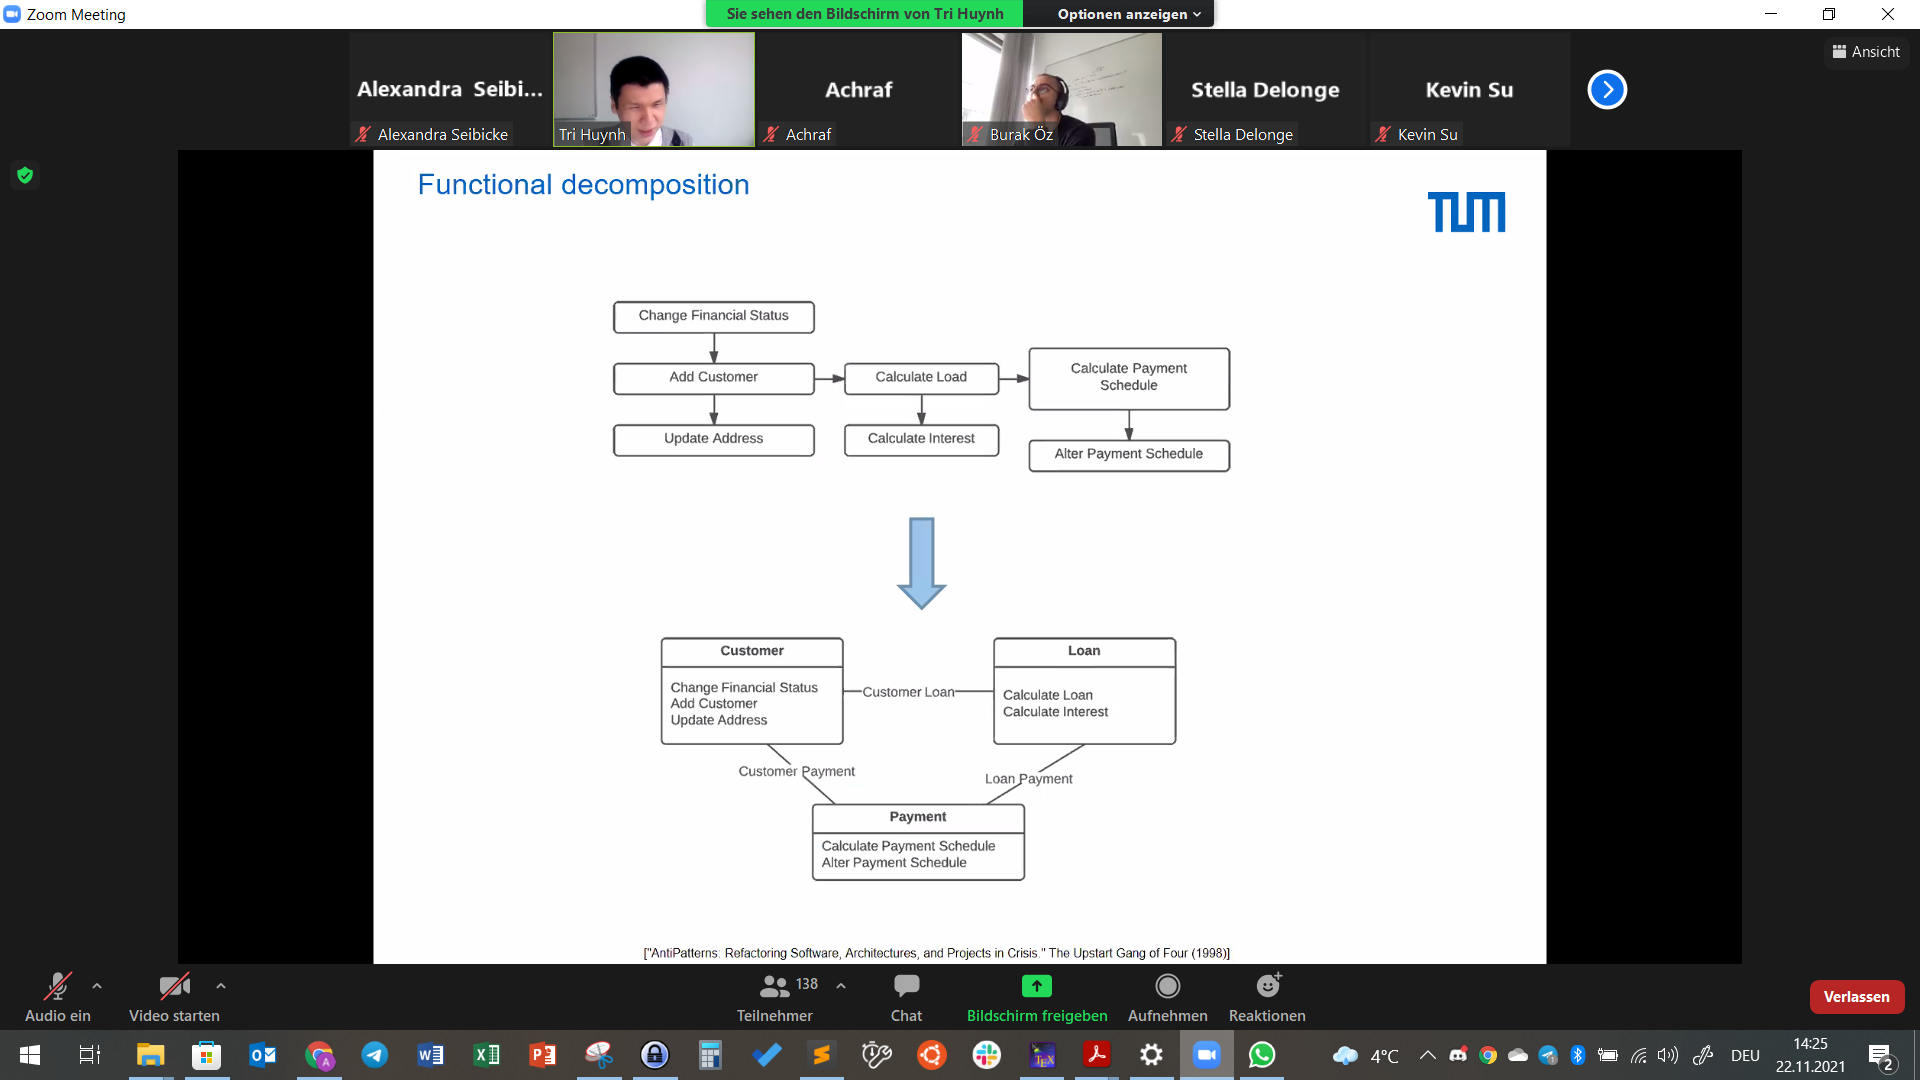 Zoom Meeting
Sie sehen den Bildschirm von Tri Huynh
Optionen anzeigen
Ansicht
Alexandra Seibi...
Achraf
Stella Delonge
Kevin Su
Alexandra Seibicke
Tri Huynh
Achraf
Burak Öz
Stella Delonge
Kevin Su
Functional decomposition
TUM
Change Financial Status
Add Customer
Calculate Load
Calculate Payment
Schedule
Update Address
Calculate Interest
Alter Payment Schedule
Customer
Change Financial Status
Add Customer
Update Address
Customer Loan
Loan
Calculate Loan
Calculate Interest
Customer Payment
Loan Payment
Payment
Calculate Payment Schedule
Alter Payment Schedule
["AntiPatterns: Refactoring Software, Architectures, and Projects in Crisis." The Upstart Gang of Four (1998)]
Audio ein
Video starten
138
Teilnehmer
Chat
Bildschirm freigeben
Aufnehmen
Reaktionen
Verlassen
4°C
DEU
14:25
22.11.2021
2